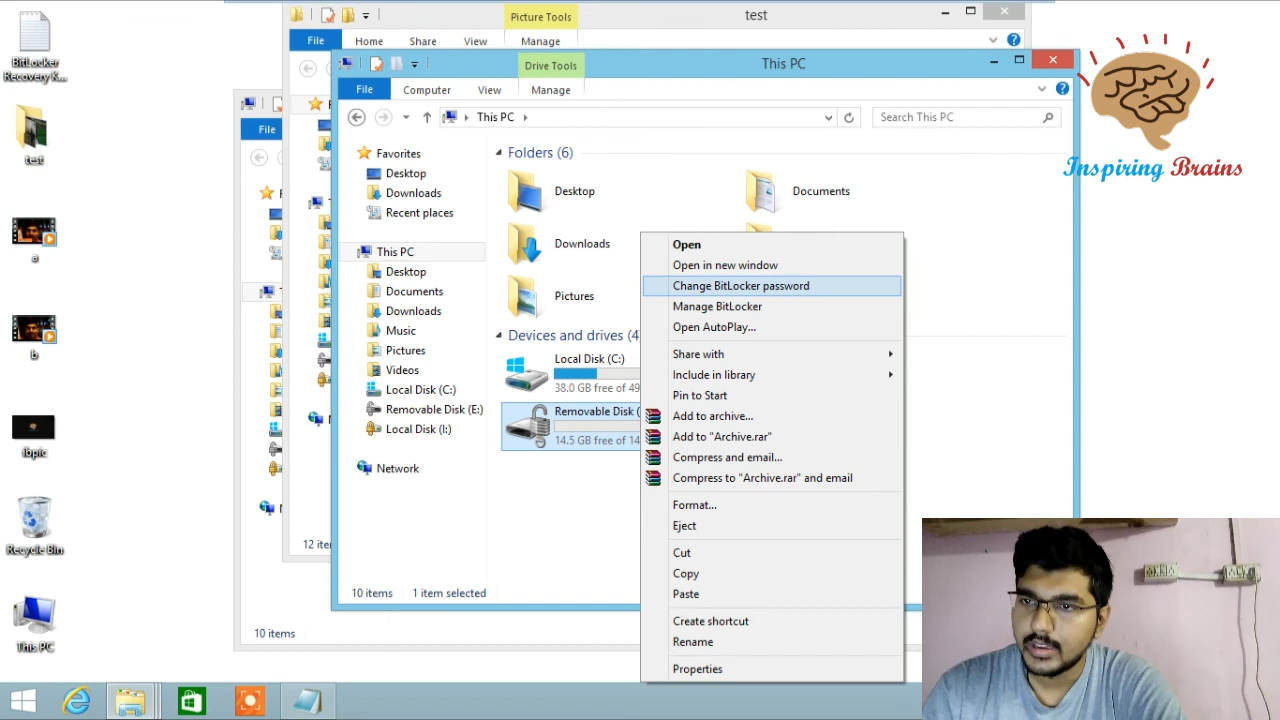 BitLocker
Recovery K...
test
a
b
ibpic
Recycle Bin
This PC
Picture Tools
test
File
Home
Share
View
Manage
File
12 ite
10 items
Drive Tools
This PC
File
Computer
View
Manage
This PC
Search This PC
Favorites
Desktop
Downloads
Recent places
This PC
Desktop
Documents
Downloads
Music
Pictures
Videos
Local Disk (C:)
Removable Disk (E:)
Local Disk (I:)
Network
Folders (6)
Desktop
Documents
Downloads
Pictures
Devices and drives (4
Local Disk (C:)
38.0 GB free of 49
Removable Disk (
14.5 GB free of 14
10 items
1 item selected
Open
Open in new window
Change BitLocker password
Manage BitLocker
Open AutoPlay...
Share with
Include in library
Pin to Start
Add to archive...
Add to "Archive.rar"
Compress and email...
Compress to "Archive.rar" and email
Format...
Eject
Cut
Copy
Paste
Create shortcut
Rename
Properties
Inspiring Brains